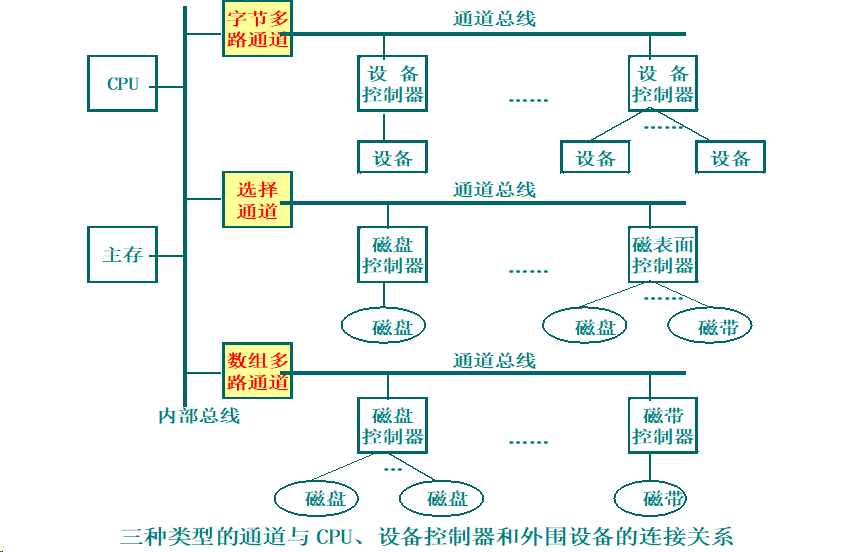 字节多
路通道
通道总线
CPU
设 备
控制器
……
设 备
控制器
……
设备
设备
设备
选择
通道
通道总线
主存
磁盘
控制器
……
磁表面
控制器
……
磁盘
磁盘
磁带
数组多
路通道
通道总线
内部总线
磁盘
控制器
……
磁带
控制器
…
磁盘
磁盘
磁带
三种类型的通道与CPU、设备控制器和外围设备的连接关系